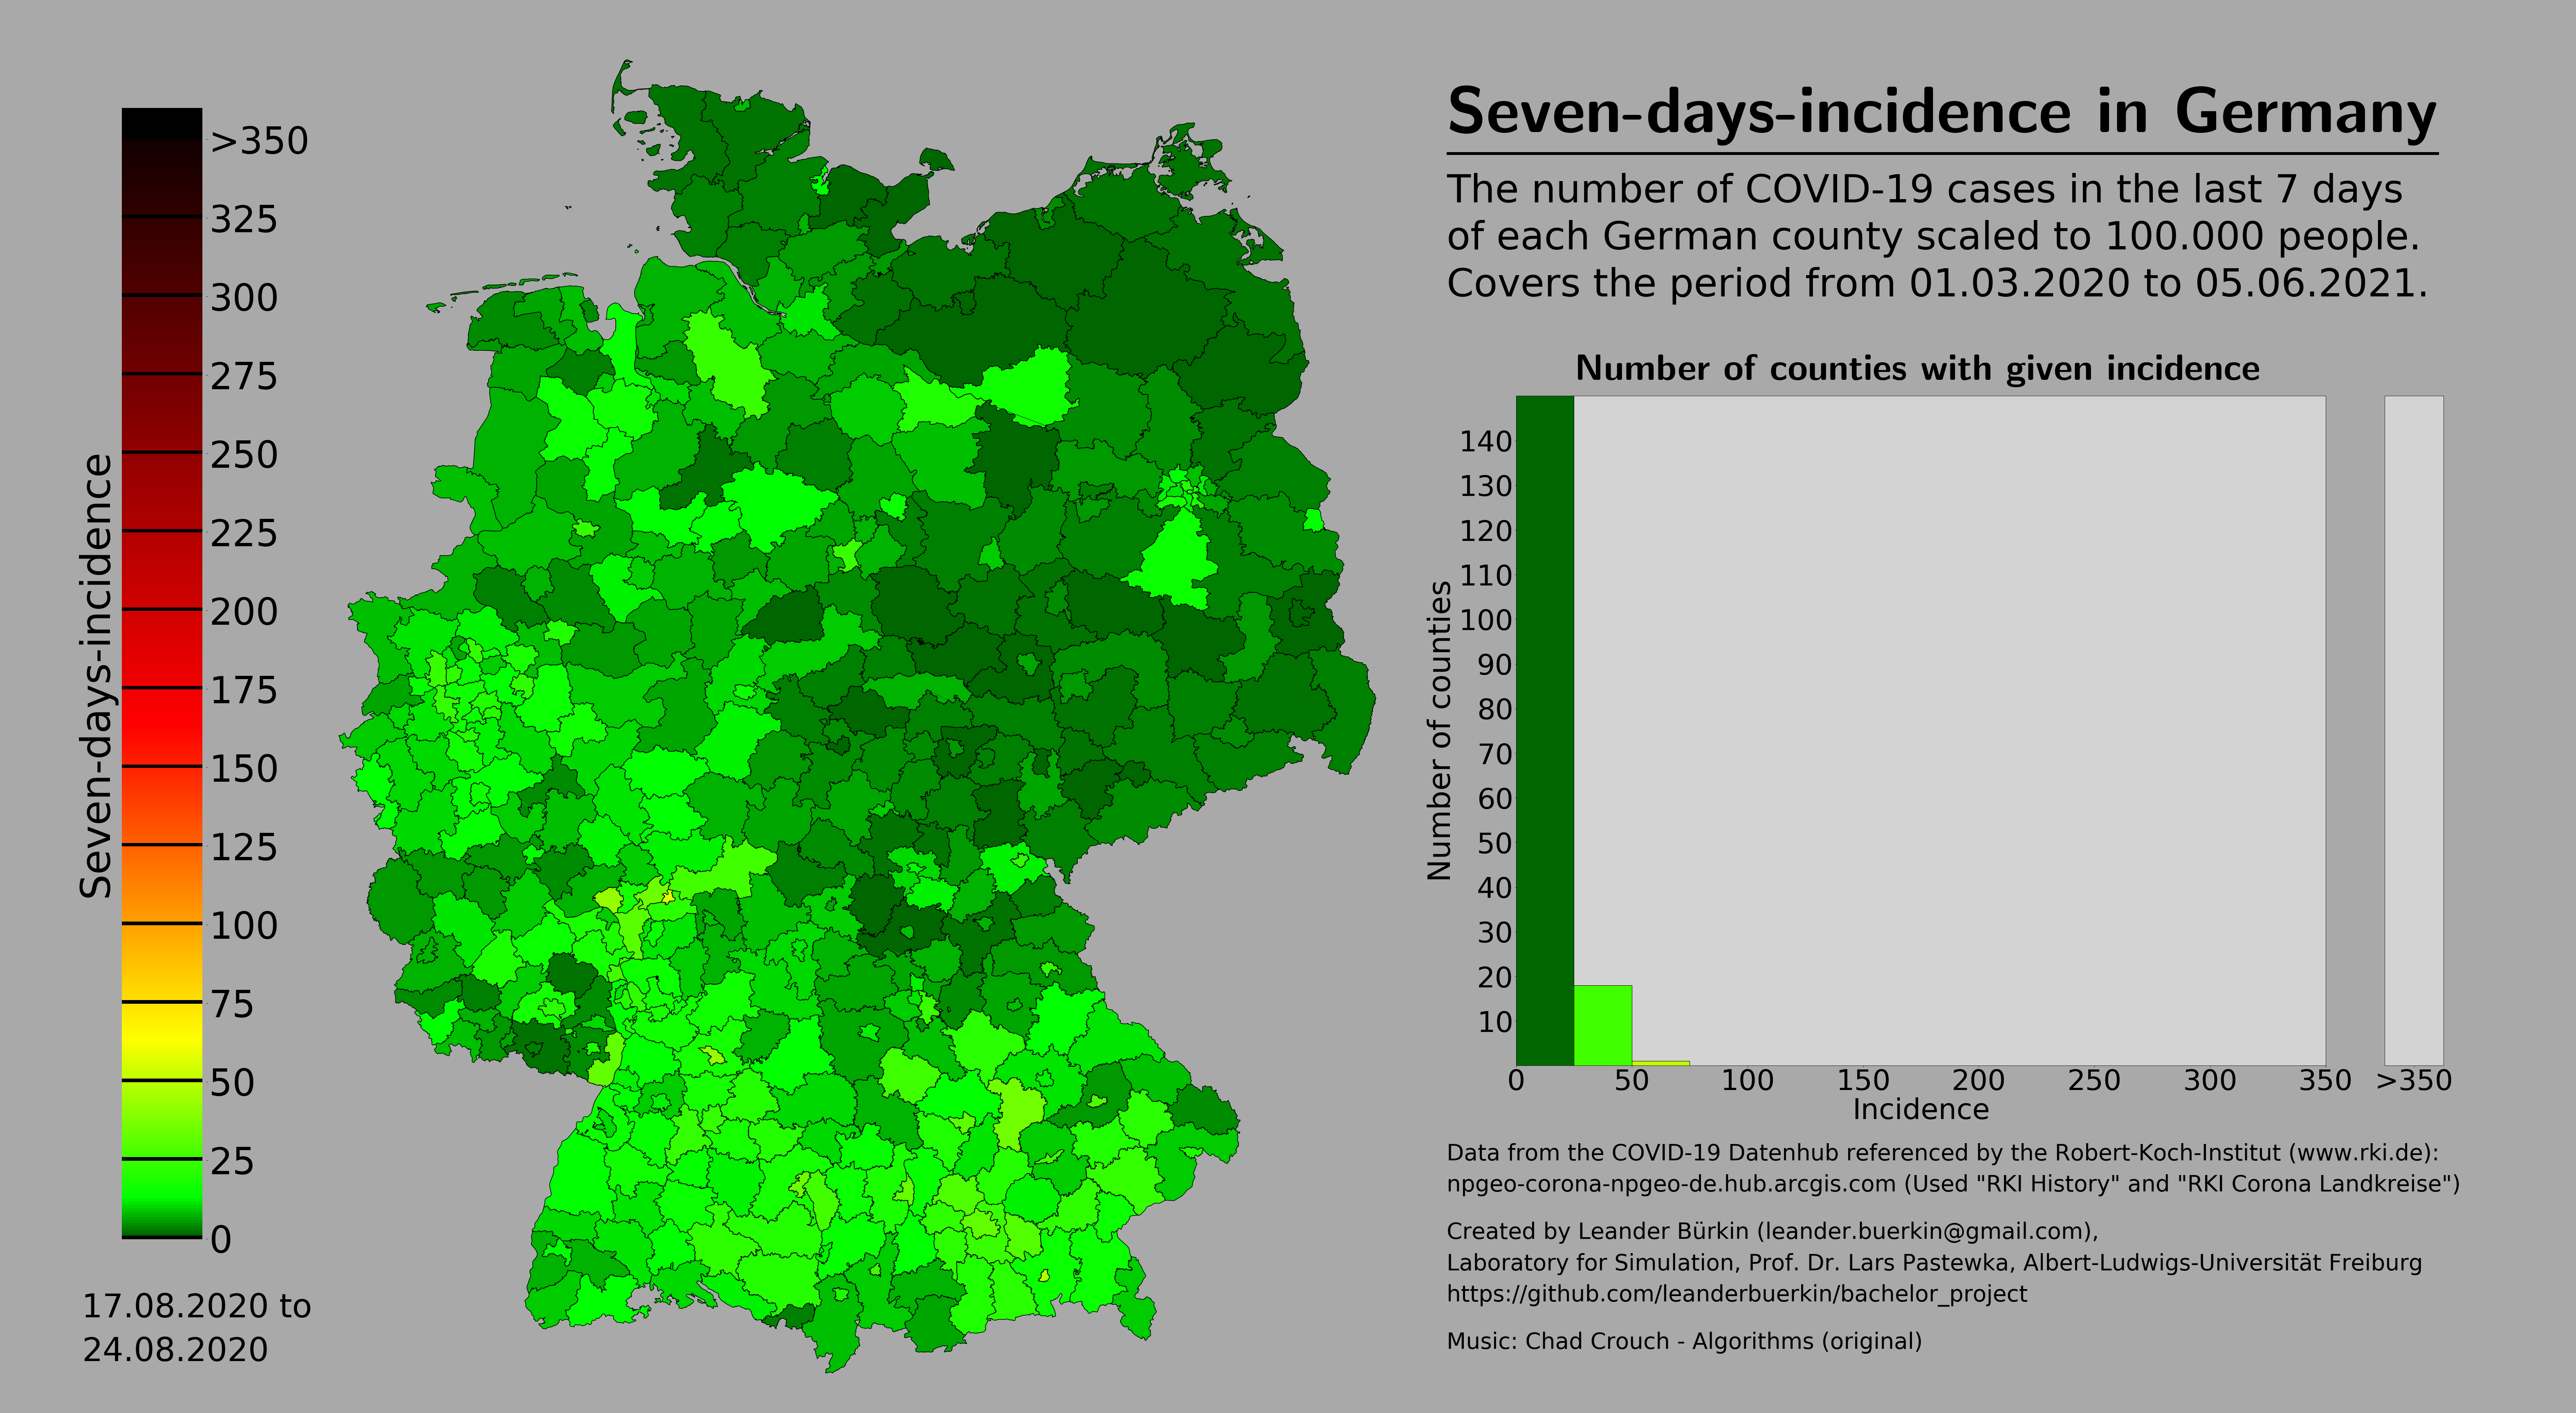 Seven-days-incidence in Germany
The number of COVID-19 cases in the last 7 days
of each German county scaled to 100.000 people.
Covers the period from 01.03.2020 to 05.06.2021.
Seven-days-incidence
>350
325
300
275
250
225
200
175
150
125
100
75
50
25
0
17.08.2020 to
24.08.2020
Number of counties with given incidence
Number of counties
140
130
120
110
100
90
80
70
60
50
40
30
20
10
0 50 100 150 200 250 300 350 >350
Incidence
Data from the COVID-19 Datenhub referenced by the Robert-Koch-Institut (www.rki.de):
npgeo-corona-npgeo-de.hub.arcgis.com (Used "RKI History" and "RKI Corona Landkreise")
Created by Leander Bürkin (leander.buerkin@gmail.com),
Laboratory for Simulation, Prof. Dr. Lars Pastewka, Albert-Ludwigs-Universität Freiburg
https://github.com/leanderbuerkin/bachelor_project
Music: Chad Crouch - Algorithms (original)